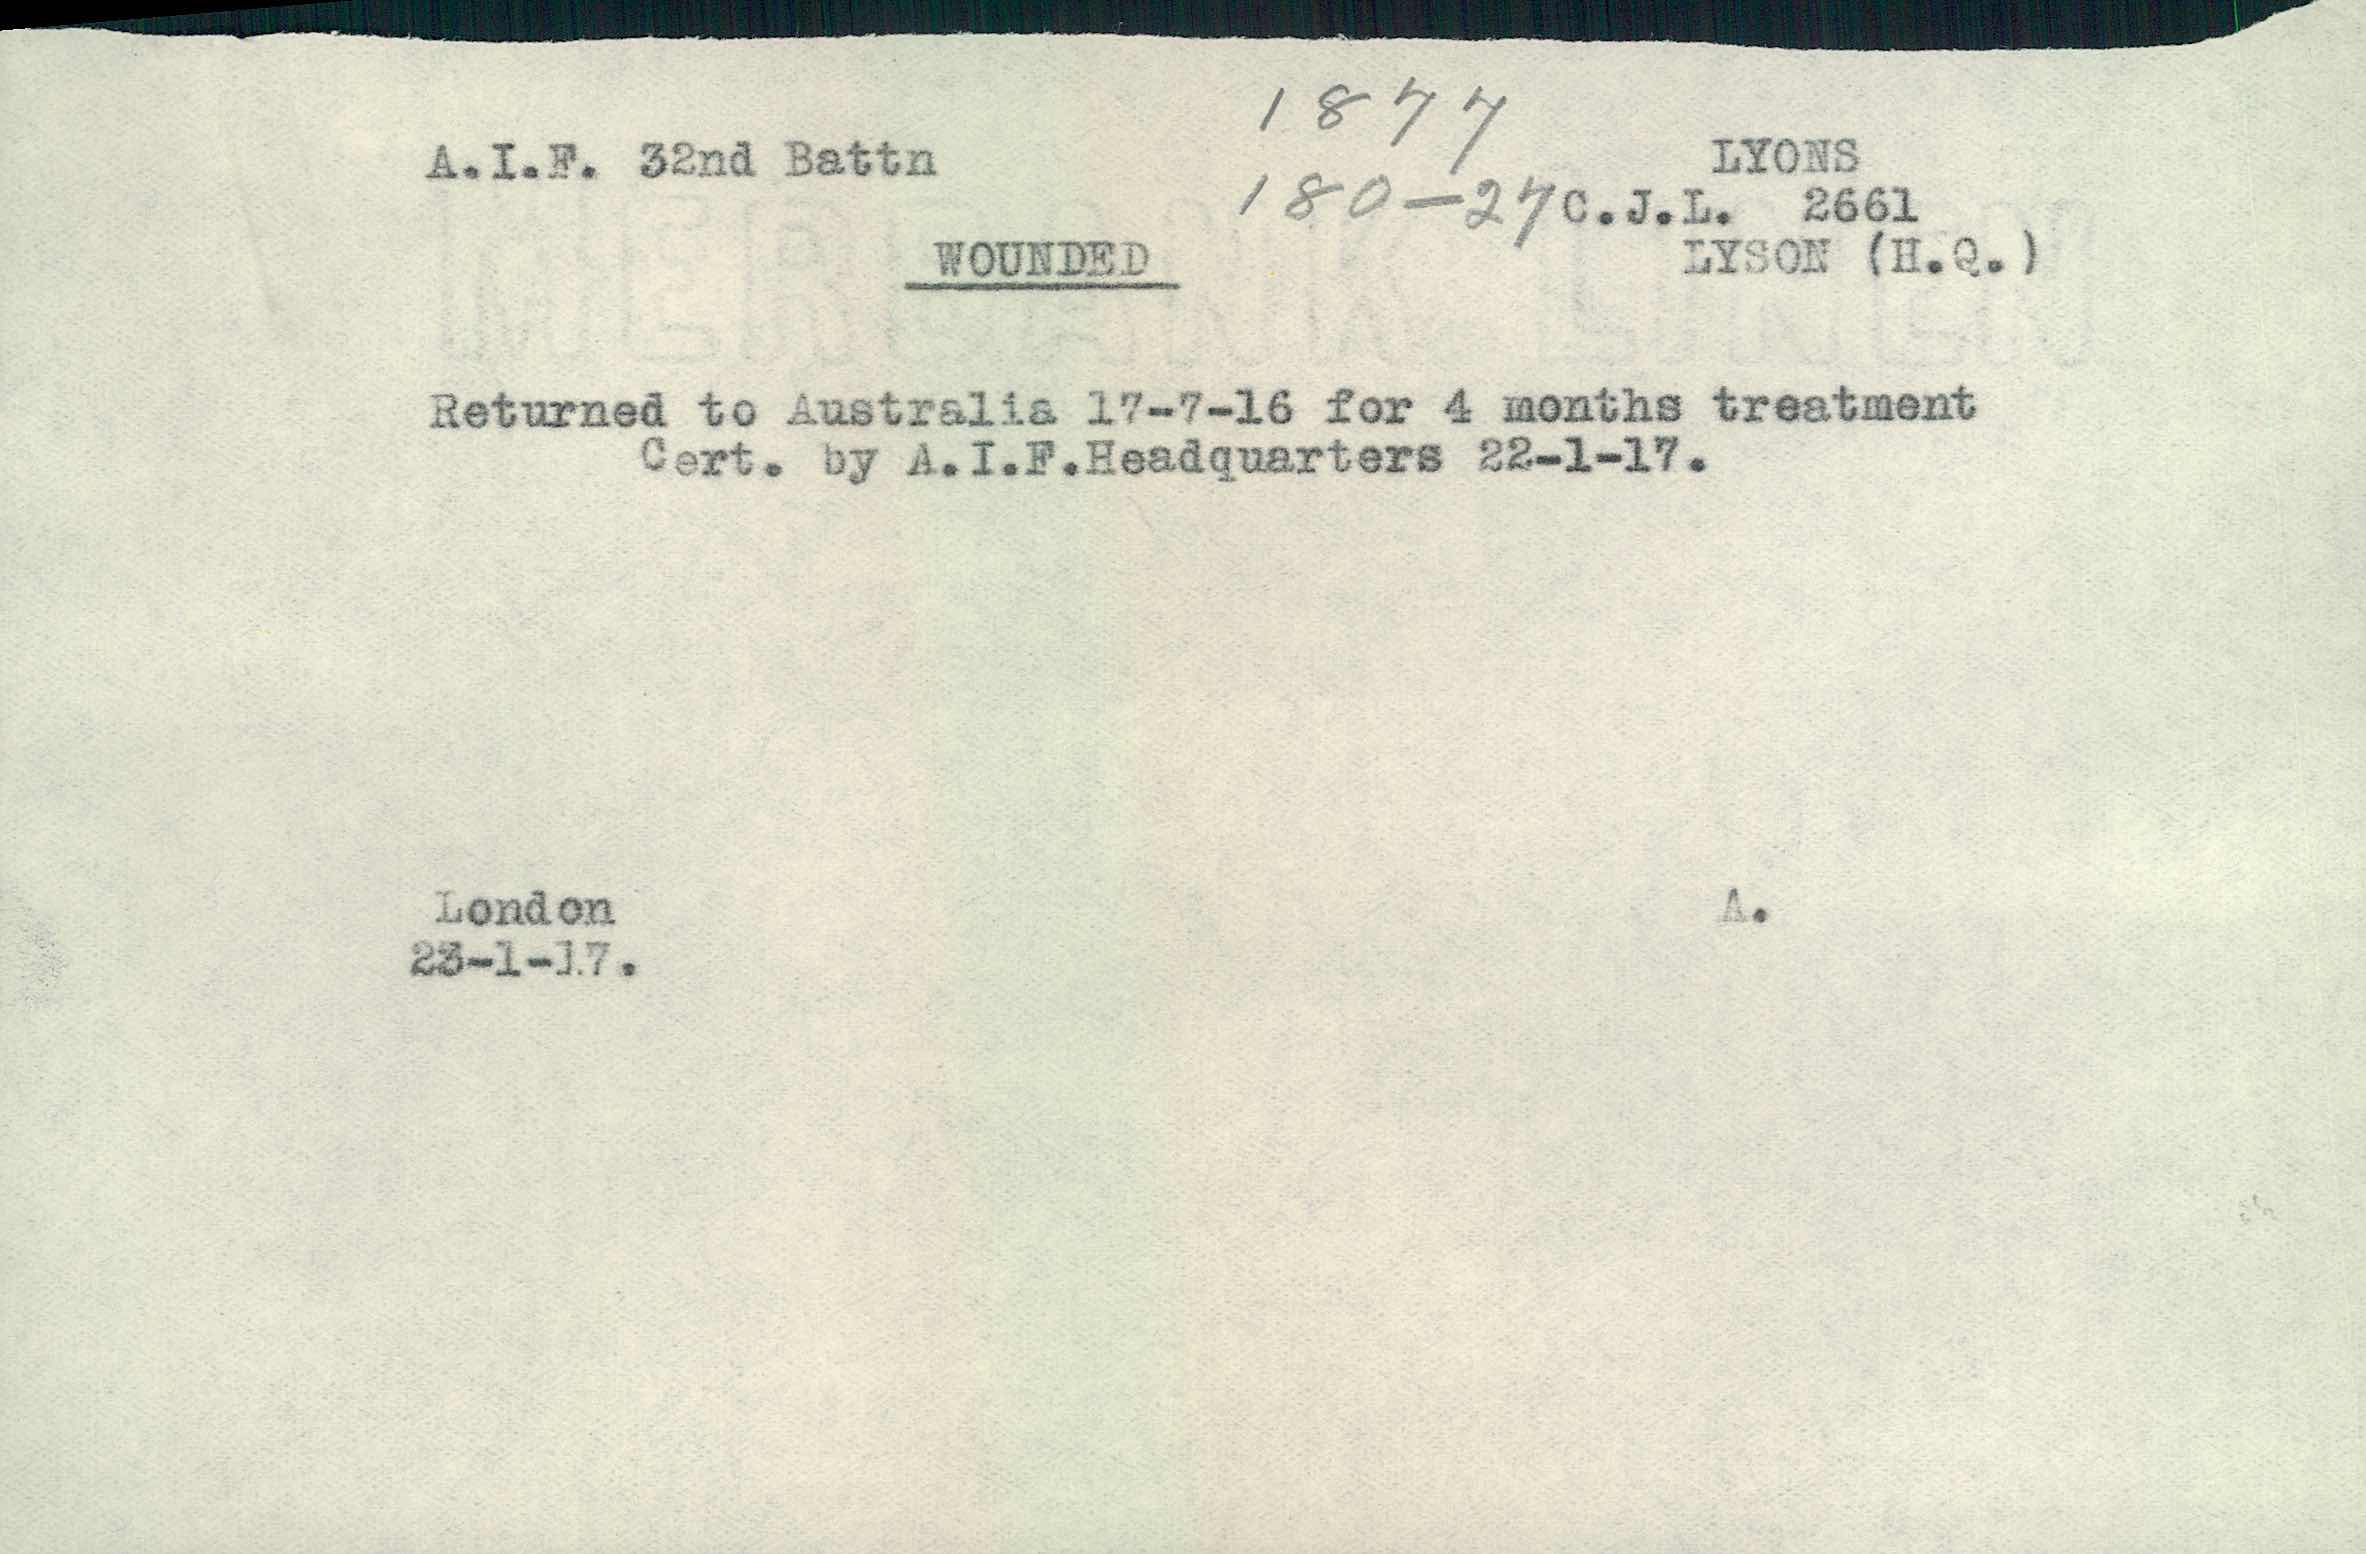 1877
A.I.F. 32nd Battn
LYONS
180-27 C.J.L. 2661
WOUNDED
LYSON (H.Q.)
Returned to Australia 17-7-16 for 4 months treatment
Cert. by A.I.F.Headquarters 22-1-17.
London
A.
23-1-17.